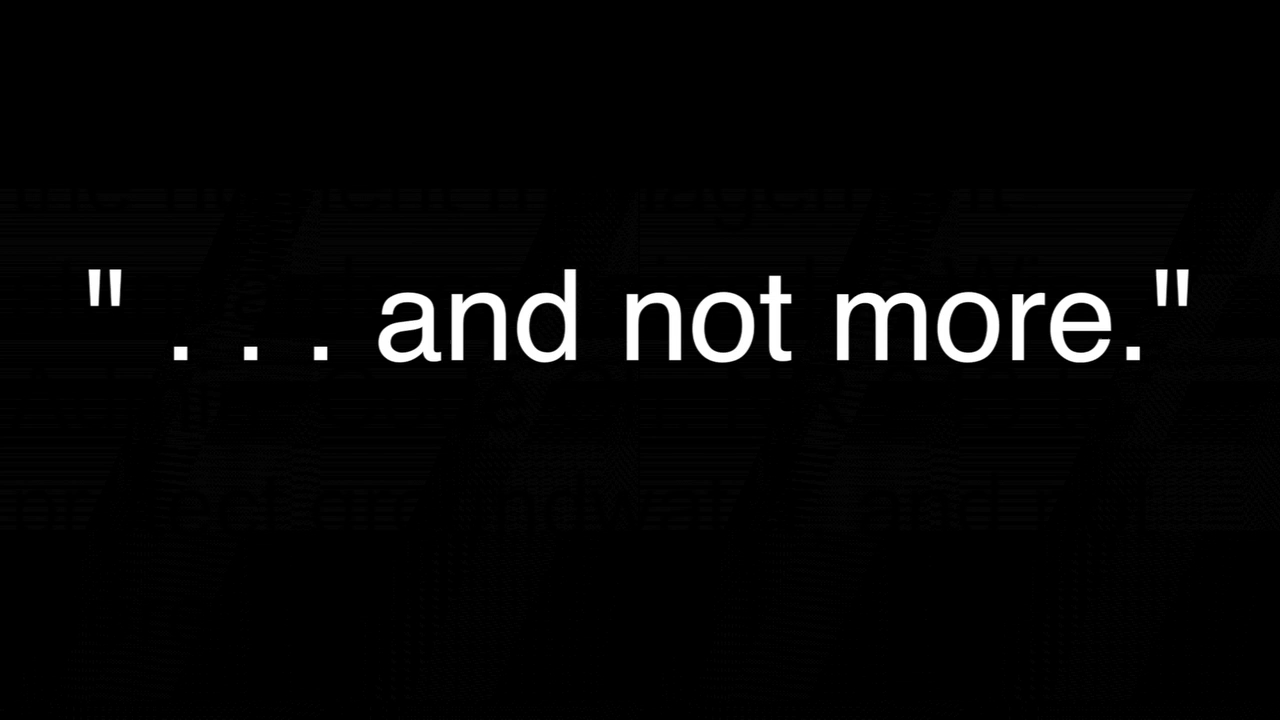 " . . . and not more."